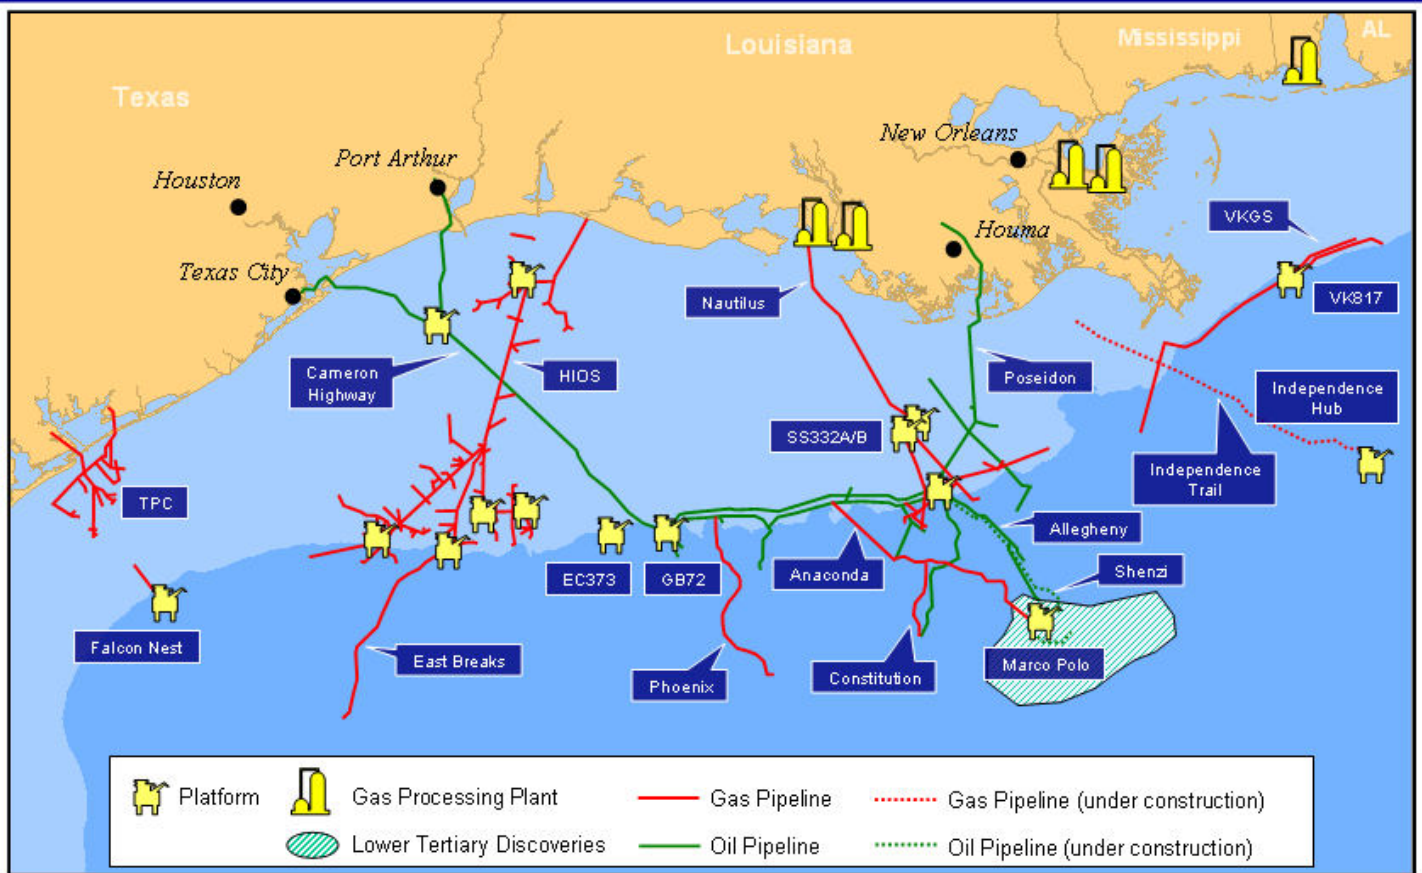 Louisiana
Mississippi
AL
Texas
New Orleans
Port Arthur
Houston
VKGS
Houma
Texas City
Nautilus
VK817
Cameron
Highway
HIOS
Poseidon
Independence
Hub
SS332A/B
Independence
Trail
TPC
Allegheny
EC373
GB72
Anaconda
Shenzi
Falcon Nest
East Breaks
Phoenix
Constitution
Marco Polo
Platform
Gas Processing Plant
Gas Pipeline
Gas Pipeline (under construction)
Lower Tertiary Discoveries
Oil Pipeline
Oil Pipeline (under construction)